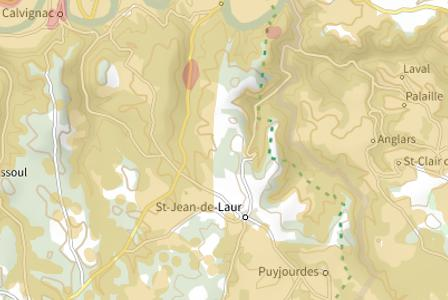 Calvignac
Laval
Palaille
Anglars
St-Clair
ssoul
St-Jean-de-Laur
Puyjourdes